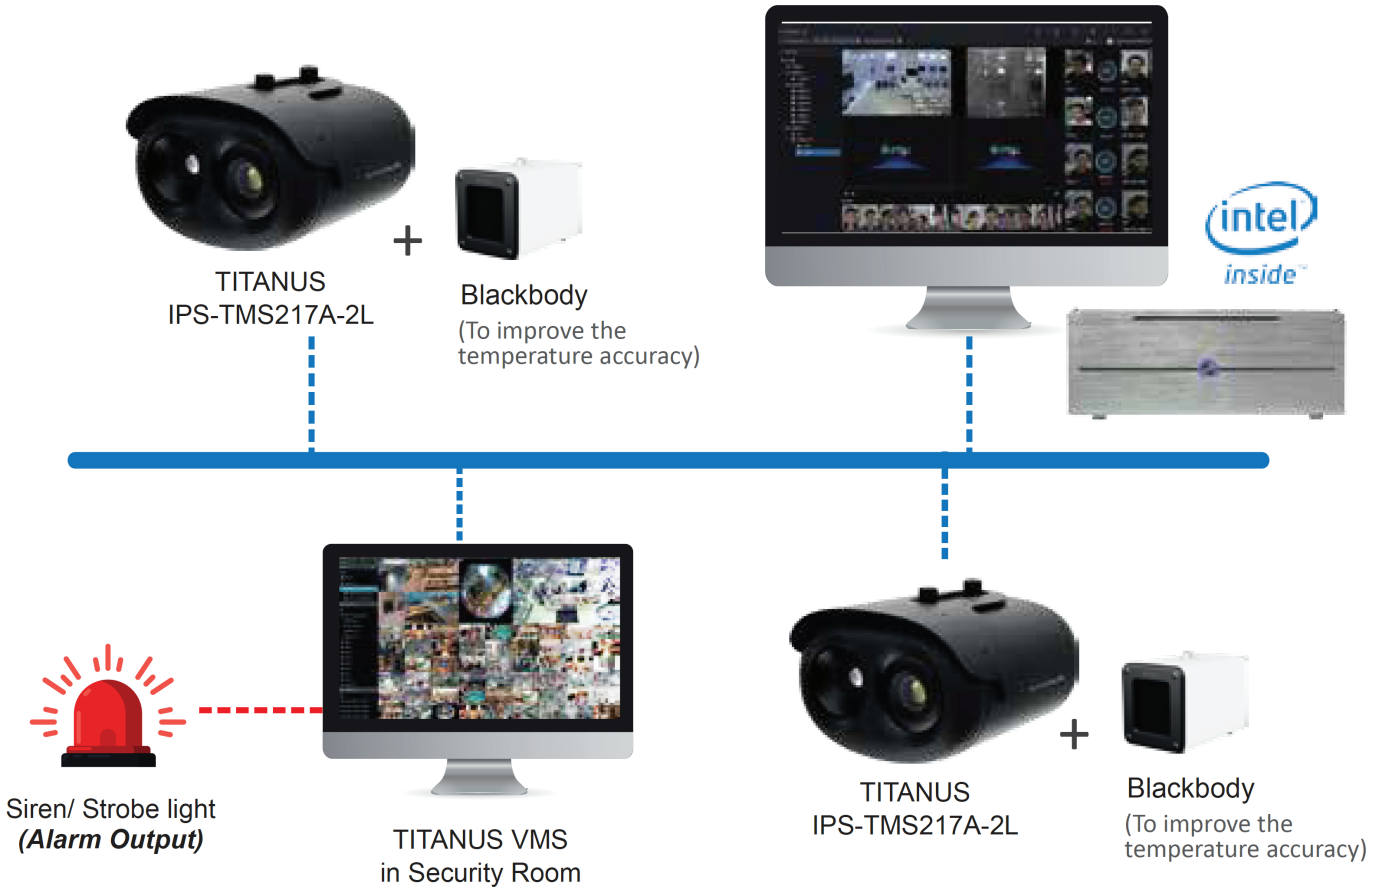 intel
inside™
TITANUS
IPS-TMS217A-2L
+
Blackbody
(To improve the
temperature accuracy)
Siren/ Strobe light
(Alarm Output)
TITANUS VMS
in Security Room
TITANUS
IPS-TMS217A-2L
+
Blackbody
(To improve the
temperature accuracy)